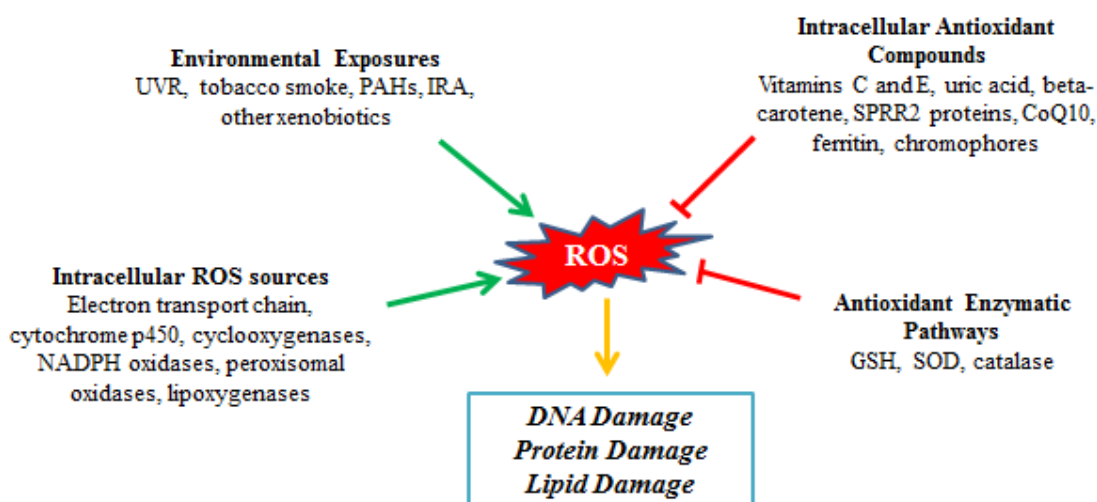 Environmental Exposures
UVR, tobacco smoke, PAHs, IRA,
other xenobiotics
Intracellular Antioxidant
Compounds
Vitamins C and E, uric acid, beta-
carotene, SPRR2 proteins, CoQ10,
ferritin, chromophores
ROS
Intracellular ROS sources
Electron transport chain,
cytochrome p450, cyclooxygenases,
NADPH oxidases, peroxisomal
oxidases, lipoxygenases
Antioxidant Enzymatic
Pathways
GSH, SOD, catalase
DNA Damage
Protein Damage
Lipid Damage